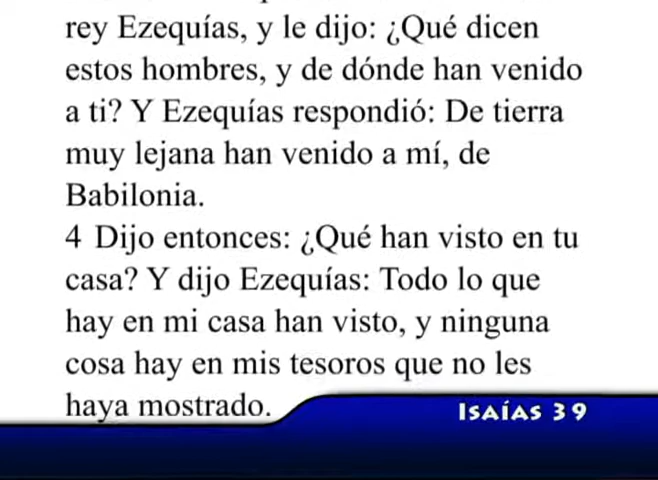 rey Ezequías, y le dijo: ¿Qué dicen
estos hombres, y de dónde han venido
a ti? Y Ezequías respondió: De tierra
muy lejana han venido a mí, de
Babilonia.
4 Dijo entonces: ¿Qué han visto en tu
casa? Y dijo Ezequías: Todo lo que
hay en mi casa han visto, y ninguna
cosa hay en mis tesoros que no les
haya mostrado.
Isaías 39